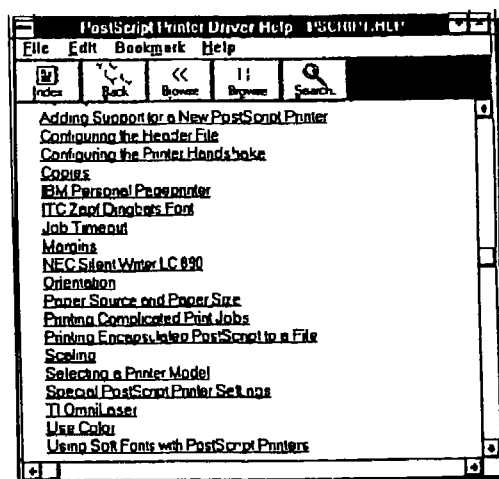 PostScript Printer Driver Help - PSCRIPT.HLP
File Edit Bookmark Help
Index Back Browse Browse Search
Adding Support for a New PostScript Printer
Configuring the Header File
Configuring the Printer Handshake
Copies
IBM Personal Pageprinter
ITC Zapf Dingbats Font
Job Timeout
Margins
NEC Silent Writer LC 890
Orientation
Paper Source and Paper Size
Printing Complicated Print Jobs
Printing Encapsulated PostScript to a File
Scaling
Selecting a Printer Model
Special PostScript Printer Settings
TI OmniLaser
Use Color
Using Soft Fonts with PostScript Printers